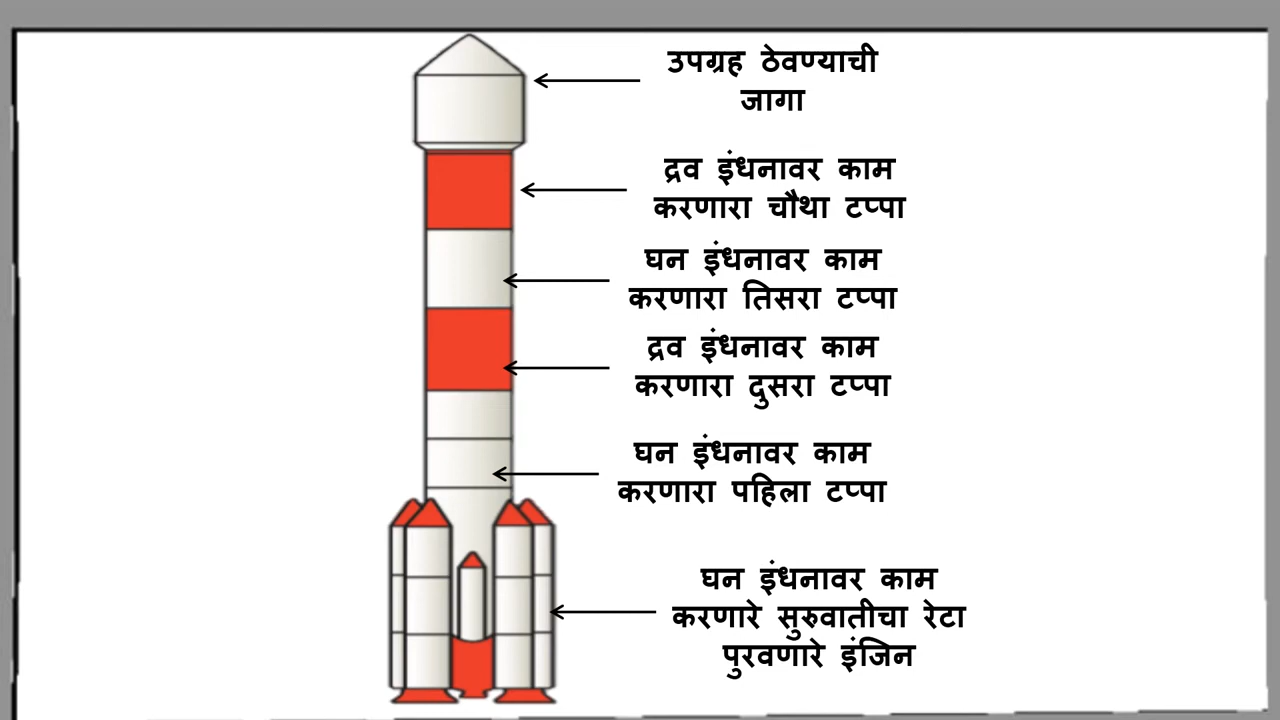 उपग्रह ठेवण्याची
जागा
द्रव इंधनावर काम
करणारा चौथा टप्पा
घन इंधनावर काम
करणारा तिसरा टप्पा
द्रव इंधनावर काम
करणारा दुसरा टप्पा
घन इंधनावर काम
करणारा पहिला टप्पा
घन इंधनावर काम
करणारे सुरुवातीचा रेटा
पुरवणारे इंजिन